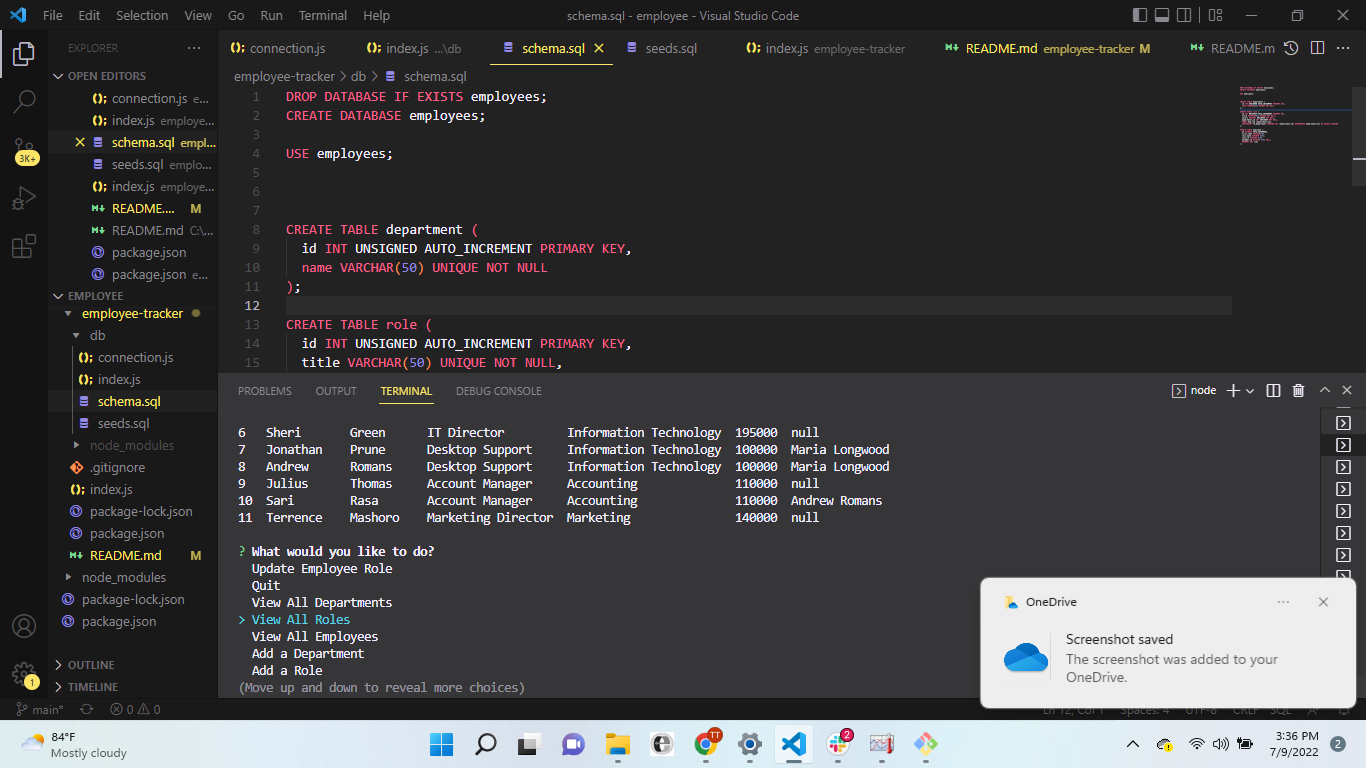 File Edit Selection View Go Run Terminal Help
schema.sql - employee - Visual Studio Code
EXPLORER
OPEN EDITORS
connection.js e...
index.js employe...
schema.sql empl...
seeds.sql emplo...
index.js employe...
README.... M
README.md C:\...
package.json
package.json e...
EMPLOYEE
employee-tracker
db
connection.js
index.js
schema.sql
seeds.sql
node_modules
.gitignore
index.js
package-lock.json
package.json
README.md M
node_modules
package-lock.json
package.json
OUTLINE
TIMELINE
3K+
1
connection.js
index.js ...\db
schema.sql
seeds.sql
index.js employee-tracker
README.md employee-tracker M
README.m
employee-tracker > db > schema.sql
1 DROP DATABASE IF EXISTS employees;
2 CREATE DATABASE employees;
3
4 USE employees;
5
6
7
8 CREATE TABLE department (
9 id INT UNSIGNED AUTO_INCREMENT PRIMARY KEY,
10 name VARCHAR(50) UNIQUE NOT NULL
11 );
12
13 CREATE TABLE role (
14 id INT UNSIGNED AUTO_INCREMENT PRIMARY KEY,
15 title VARCHAR(50) UNIQUE NOT NULL,
PROBLEMS OUTPUT TERMINAL DEBUG CONSOLE
node
6 Sheri Green IT Director Information Technology 195000 null
7 Jonathan Prune Desktop Support Information Technology 100000 Maria Longwood
8 Andrew Romans Desktop Support Information Technology 100000 Maria Longwood
9 Julius Thomas Account Manager Accounting 110000 null
10 Sari Rasa Account Manager Accounting 110000 Andrew Romans
11 Terrence Mashoro Marketing Director Marketing 140000 null
? What would you like to do?
Update Employee Role
Quit
View All Departments
> View All Roles
View All Employees
Add a Department
Add a Role
(Move up and down to reveal more choices)
OneDrive
Screenshot saved
The screenshot was added to your
OneDrive.
main* 0 0
Ln 12, Col 1 Spaces: 4 UTF-8 CRLF SQL
84°F
Mostly cloudy
TT
2
3:36 PM
7/9/2022
2